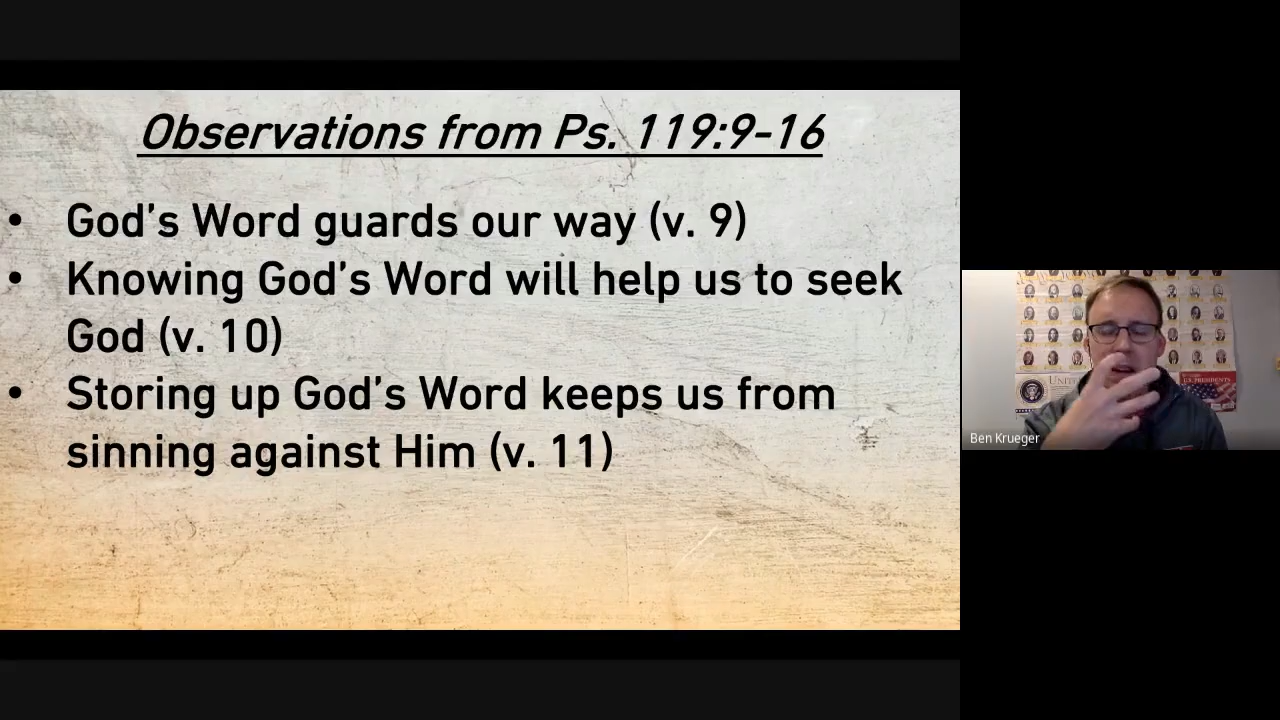 Observations from Ps. 119:9-16
• God's Word guards our way (v. 9)
• Knowing God's Word will help us to seek
God (v. 10)
• Storing up God's Word keeps us from
sinning against Him (v. 11)
Ben Krueger
U.S. PRESIDENTS